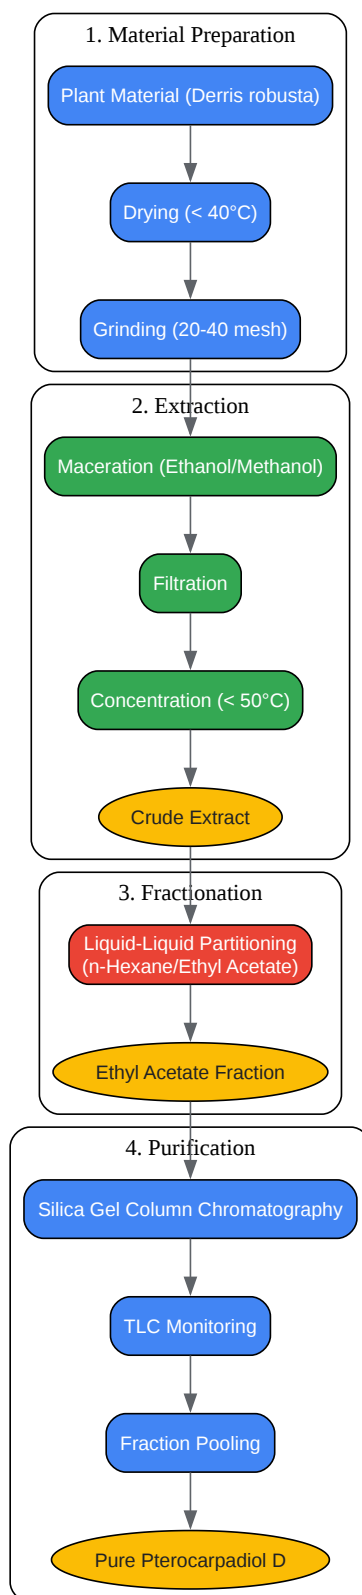 1. Material Preparation
Plant Material (Derris robusta)
Drying (< 40°C)
Grinding (20-40 mesh)
2. Extraction
Maceration (Ethanol/Methanol)
Filtration
Concentration (< 50°C)
Crude Extract
3. Fractionation
Liquid-Liquid Partitioning
(n-Hexane/Ethyl Acetate)
Ethyl Acetate Fraction
4. Purification
Silica Gel Column Chromatography
TLC Monitoring
Fraction Pooling
Pure Pterocarpadiol D